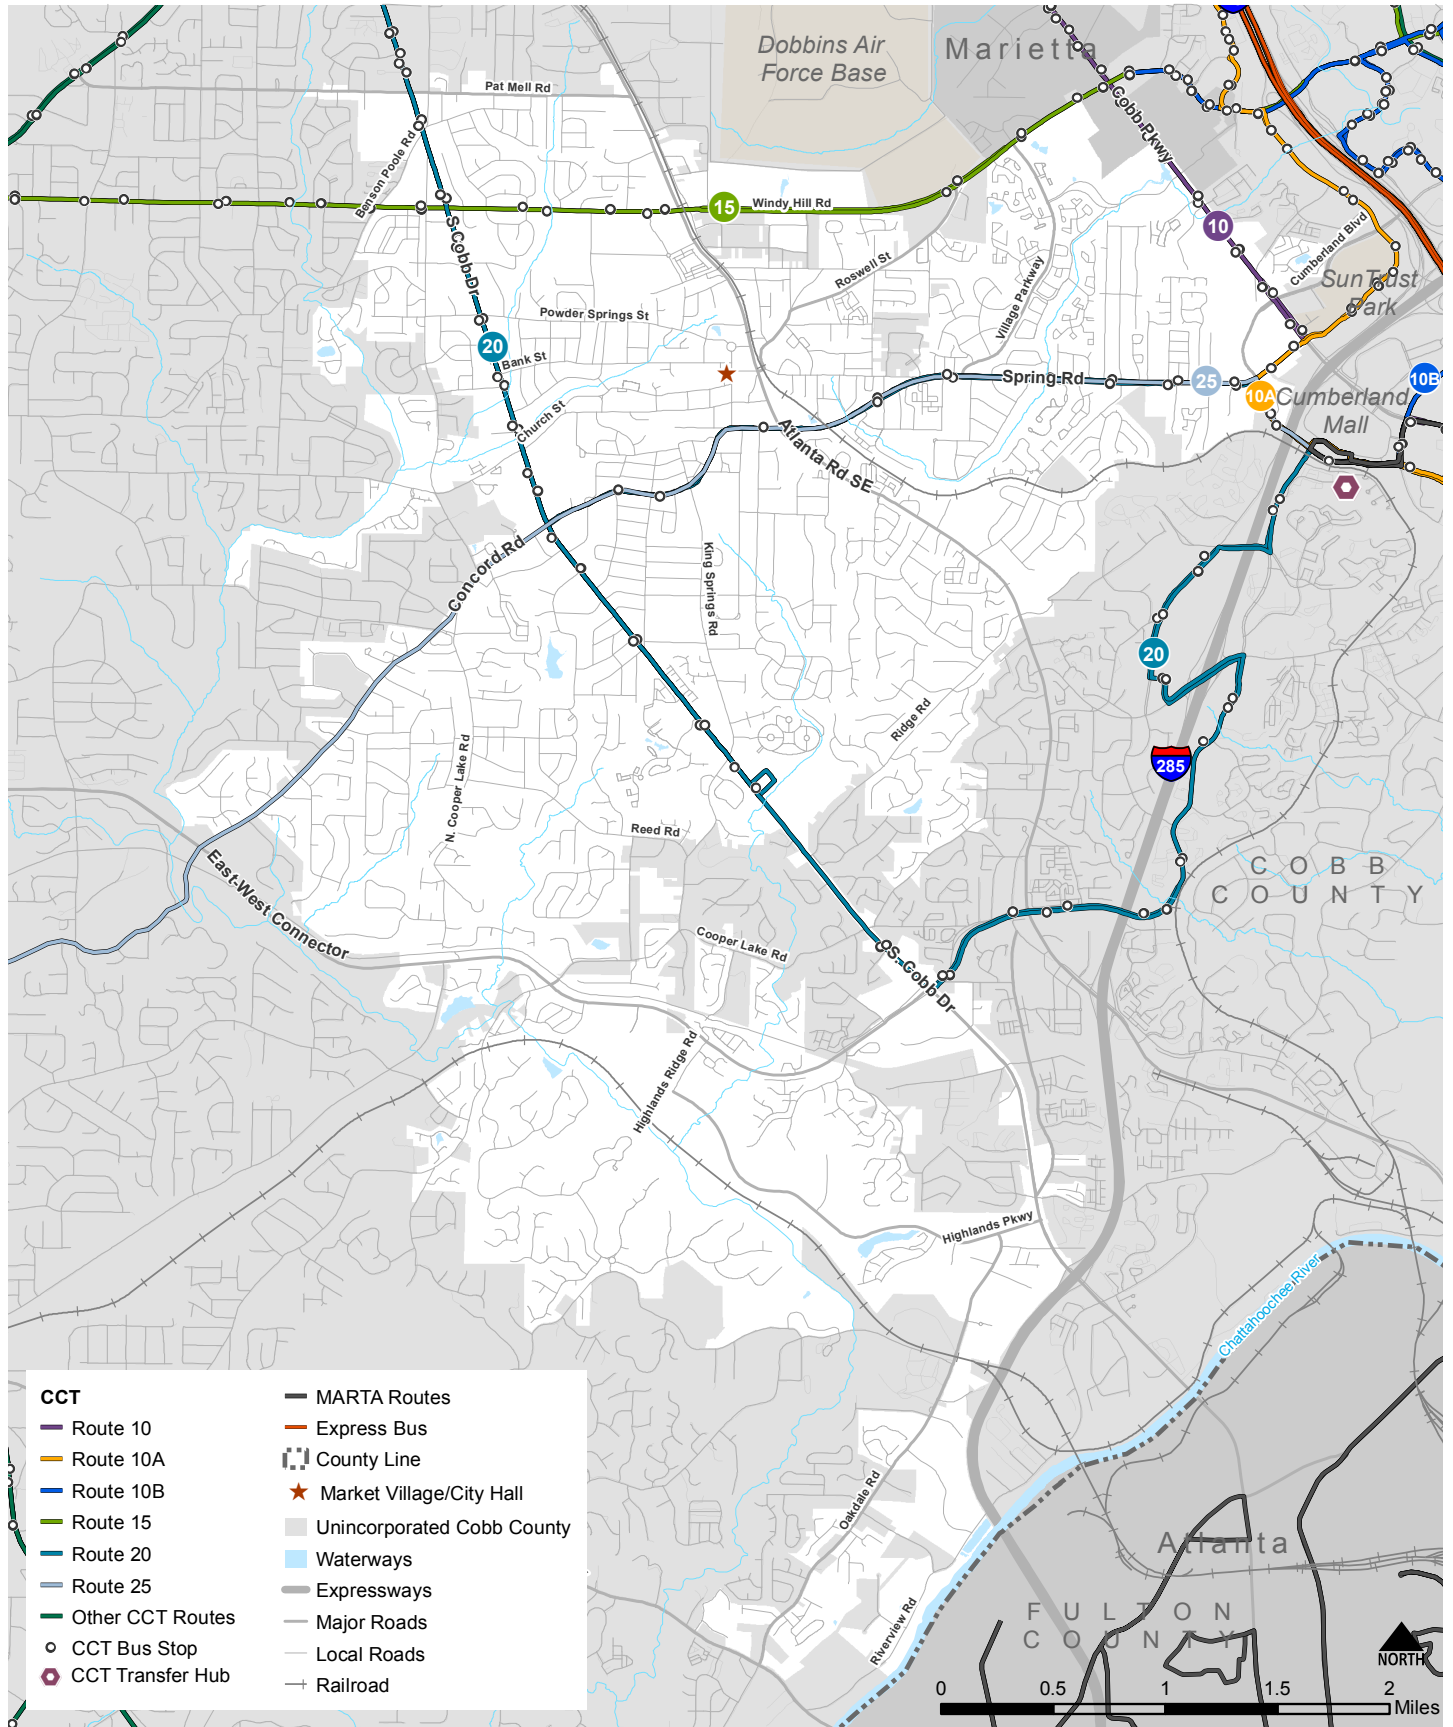 Dobbins Air
Force Base
Marietta
Pat Mell Rd
Cobb Pkwy
Benson Poole Rd
15
Windy Hill Rd
10
S Cobb Dr
Roswell St
Cumberland Blvd
Village Parkway
SunTrust
Park
Powder Springs St
20
Bank St
Spring Rd
25
10A
10B
Cumberland
Mall
Church St
Atlanta Rd SE
Concord Rd
King Springs Rd
20
Ridge Rd
285
N. Cooper Lake Rd
Reed Rd
East-West Connector
COBB
COUNTY
Cooper Lake Rd
S. Cobb Dr
Highlands Ridge Rd
Highlands Pkwy
Chattahoochee River
Oakdale Rd
Riverview Rd
Atlanta
FULTON
COUNTY
CCT
Route 10
Route 10A
Route 10B
Route 15
Route 20
Route 25
Other CCT Routes
CCT Bus Stop
CCT Transfer Hub
MARTA Routes
Express Bus
County Line
Market Village/City Hall
Unincorporated Cobb County
Waterways
Expressways
Major Roads
Local Roads
Railroad
NORTH
0 0.5 1 1.5 2
Miles